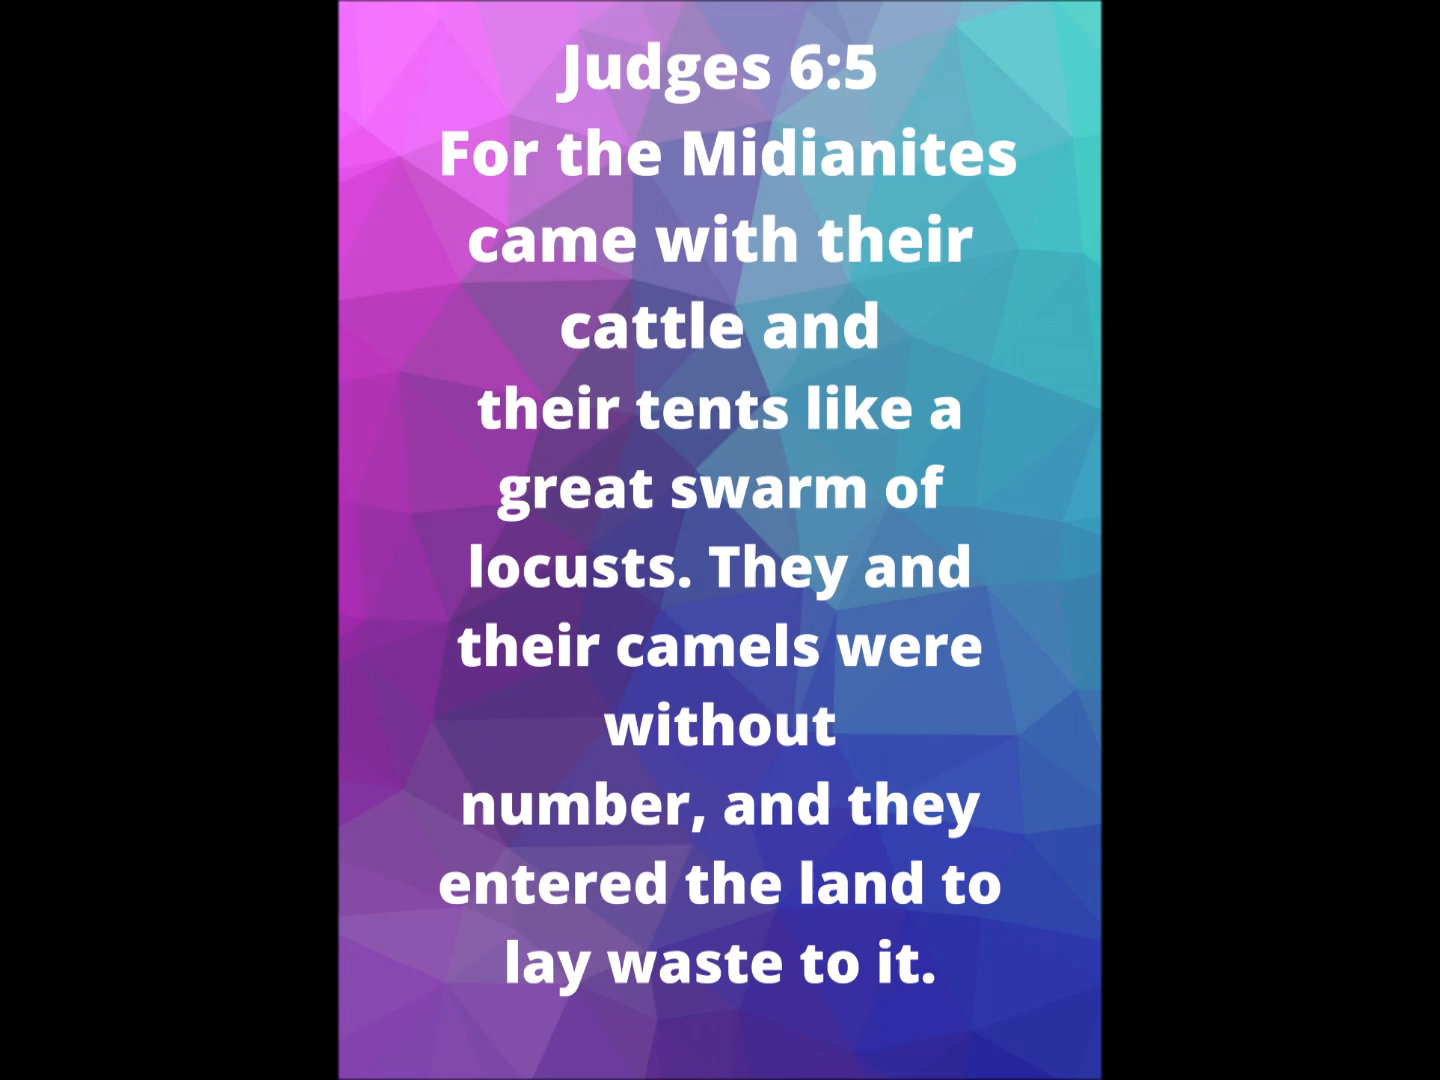 Judges 6:5
For the Midianites
came with their
cattle and
their tents like a
great swarm of
locusts. They and
their camels were
without
number, and they
entered the land to
lay waste to it.